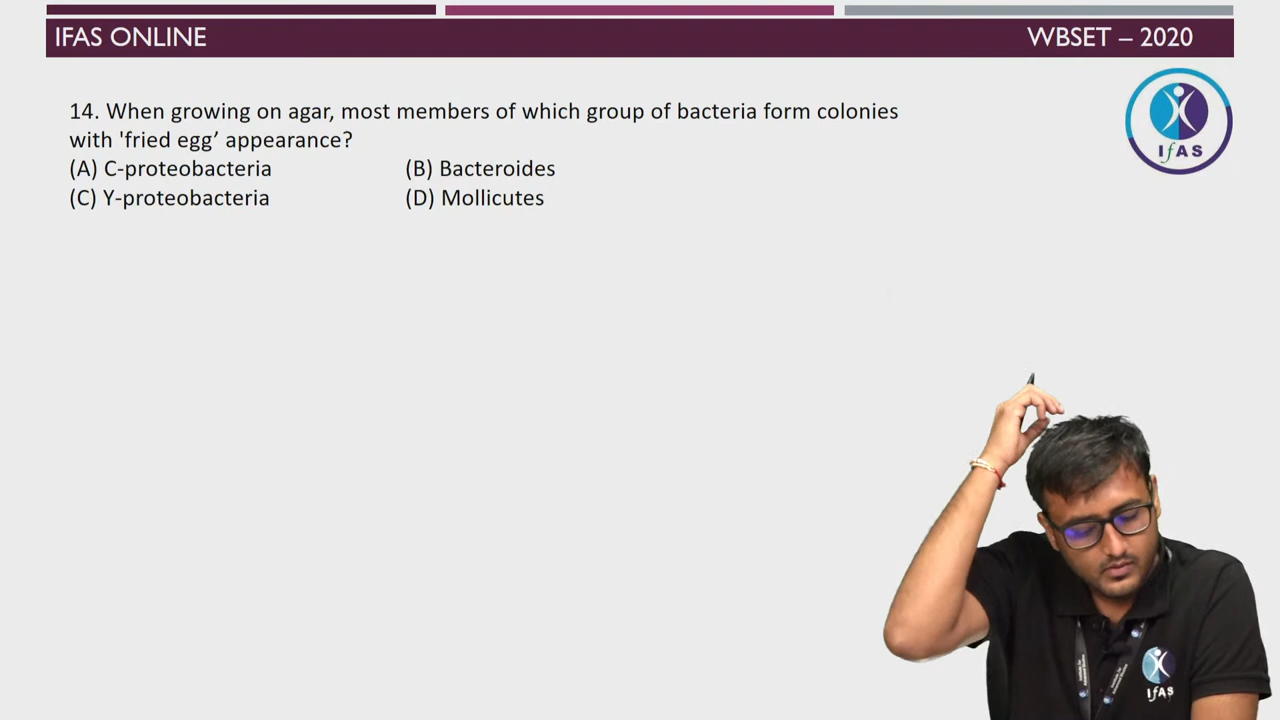 IFAS ONLINE
WBSET – 2020
IfAS
14. When growing on agar, most members of which group of bacteria form colonies
with 'fried egg’ appearance?
(A) C-proteobacteria (B) Bacteroides
(C) Y-proteobacteria (D) Mollicutes
IfAS